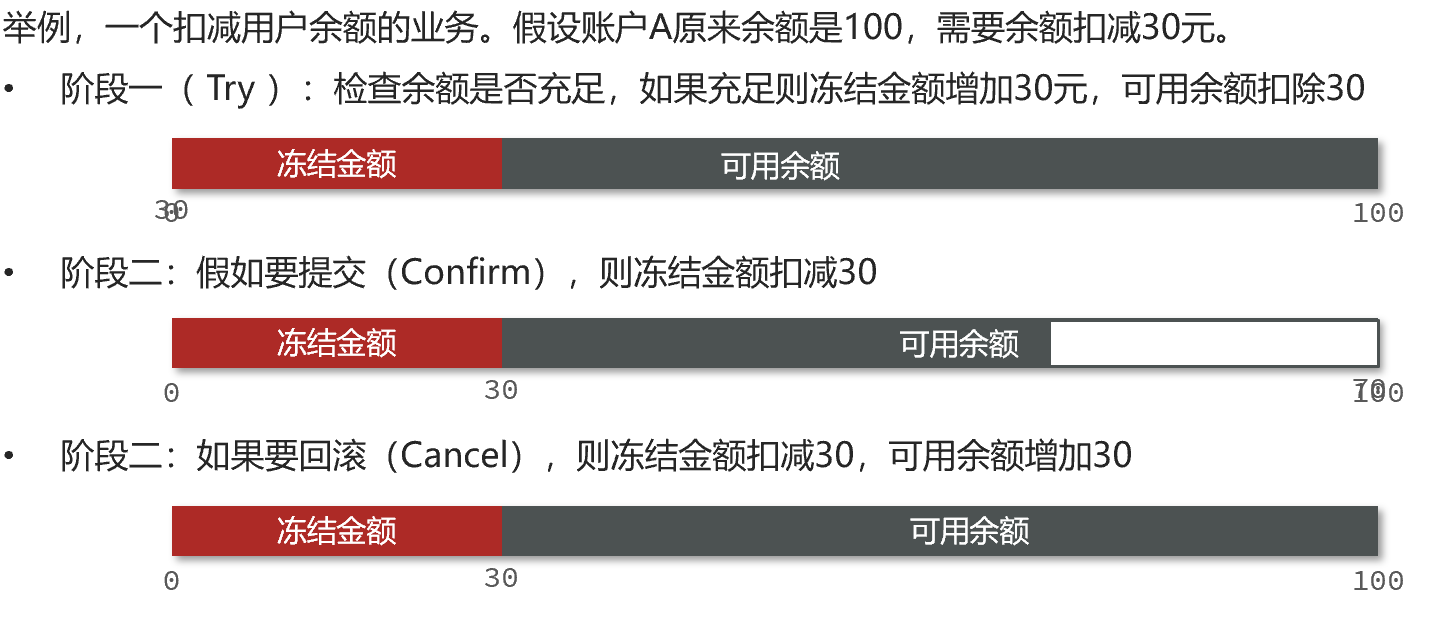 举例，一个扣减用户余额的业务。假设账户A原来余额是100，需要余额扣减30元。
• 阶段一（ Try ）：检查余额是否充足，如果充足则冻结金额增加30元，可用余额扣除30
冻结金额 可用余额
30 0 100
• 阶段二：假如要提交（Confirm），则冻结金额扣减30
冻结金额 可用余额
0 30 70 100
• 阶段二：如果要回滚（Cancel），则冻结金额扣减30，可用余额增加30
冻结金额 可用余额
0 30 100